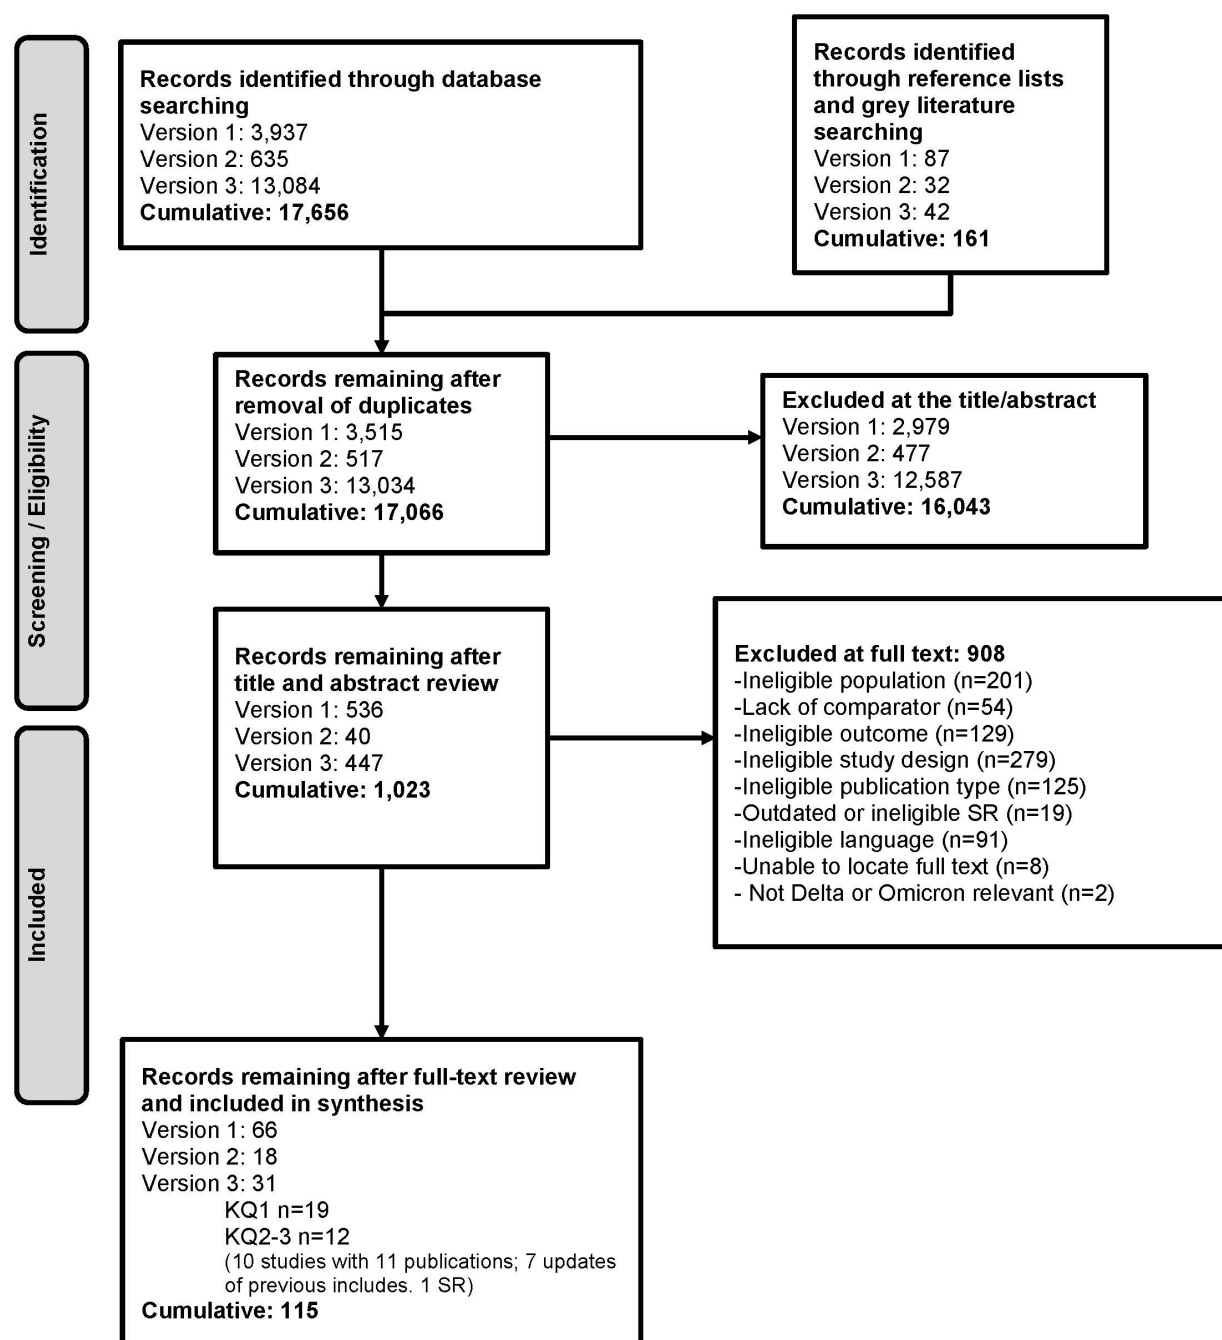 Identification
Records identified through database
searching
Version 1: 3,937
Version 2: 635
Version 3: 13,084
Cumulative: 17,656
Records identified
through reference lists
and grey literature
searching
Version 1: 87
Version 2: 32
Version 3: 42
Cumulative: 161
Screening / Eligibility
Records remaining after
removal of duplicates
Version 1: 3,515
Version 2: 517
Version 3: 13,034
Cumulative: 17,066
Excluded at the title/abstract
Version 1: 2,979
Version 2: 477
Version 3: 12,587
Cumulative: 16,043
Records remaining after
title and abstract review
Version 1: 536
Version 2: 40
Version 3: 447
Cumulative: 1,023
Excluded at full text: 908
-Ineligible population (n=201)
-Lack of comparator (n=54)
-Ineligible outcome (n=129)
-Ineligible study design (n=279)
-Ineligible publication type (n=125)
-Outdated or ineligible SR (n=19)
-Ineligible language (n=91)
-Unable to locate full text (n=8)
- Not Delta or Omicron relevant (n=2)
Included
Records remaining after full-text review
and included in synthesis
Version 1: 66
Version 2: 18
Version 3: 31
KQ1 n=19
KQ2-3 n=12
(10 studies with 11 publications; 7 updates
of previous includes. 1 SR)
Cumulative: 115